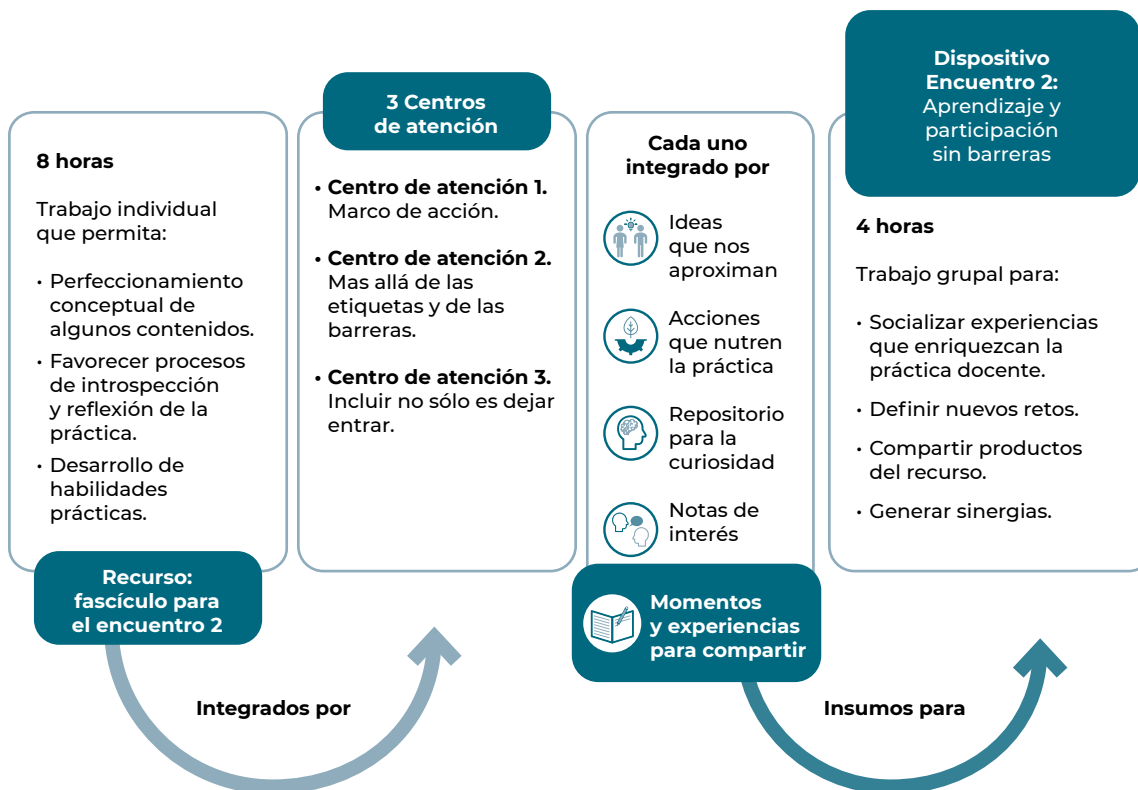 8 horas
Trabajo individual
que permita:
· Perfeccionamiento
conceptual de
algunos contenidos.
· Favorecer procesos
de introspección
y reflexión de la
práctica.
· Desarrollo de
habilidades
prácticas.
Recurso:
fascículo para
el encuentro 2
Integrados por
3 Centros
de atención
· Centro de atención 1.
Marco de acción.
· Centro de atención 2.
Mas allá de las
etiquetas y de las
barreras.
· Centro de atención 3.
Incluir no sólo es dejar
entrar.
Cada uno
integrado por
Ideas
que nos
aproximan
Acciones
que nutren
la práctica
Repositorio
para la
curiosidad
Notas de
interés
Momentos
y experiencias
para compartir
Insumos para
Dispositivo
Encuentro 2:
Aprendizaje y
participación
sin barreras
4 horas
Trabajo grupal para:
· Socializar experiencias
que enriquezcan la
práctica docente.
· Definir nuevos retos.
· Compartir productos
del recurso.
· Generar sinergias.